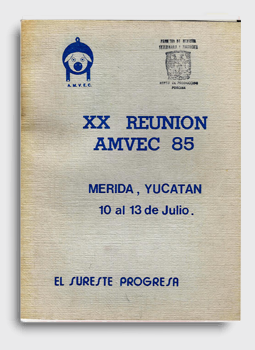 A.M.V.E.C.
XX REUNION
AMVEC 85
MERIDA, YUCATAN
10 al 13 de Julio.
EL SURESTE PROGRESA